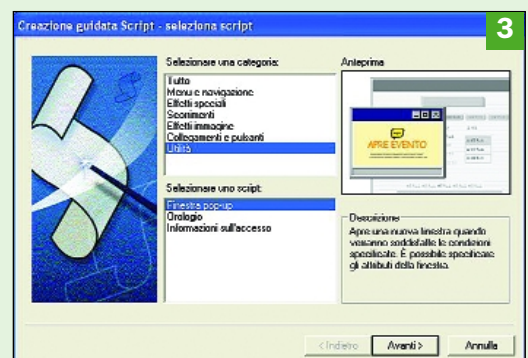 Creazione guidata Script - seleziona script
3
Selezionare una categoria:
Tutto
Menu e navigazione
Effetti speciali
Scorrimenti
Effetti immagine
Collegamenti e pulsanti
Utilità
Selezionare uno script:
Finestra pop-up
Orologio
Informazioni sull'accesso
Anteprima
APRE EVENTO
Descrizione
Apre una nuova finestra quando
verranno soddisfatte le condizioni
specificate. È possibile specificare
gli attributi della finestra.
< Indietro
Avanti >
Annulla